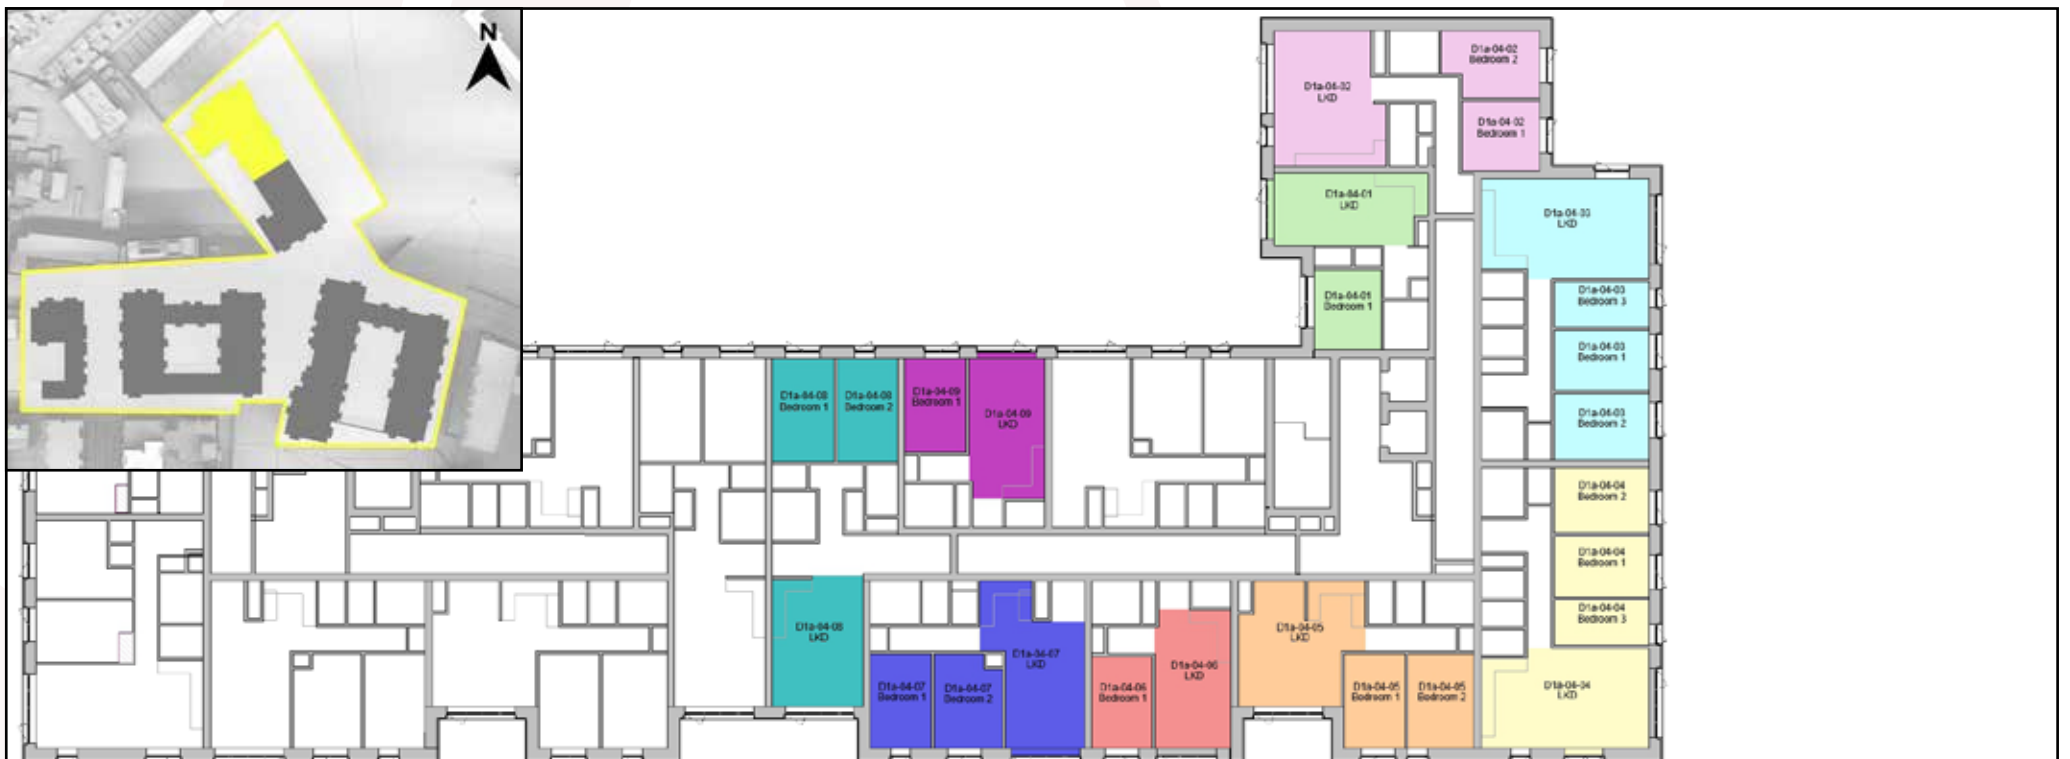 N
D1a-04-02
Bedroom 2
D1a-04-02
LKD
D1a-04-02
Bedroom 1
D1a-04-01
LKD
D1a-04-03
LKD
D1a-04-01
Bedroom 1
D1a-04-03
Bedroom 3
D1a-04-03
Bedroom 1
D1a-04-03
Bedroom 2
D1a-04-08
Bedroom 1
D1a-04-08
Bedroom 2
D1a-04-09
Bedroom 1
D1a-04-09
LKD
D1a-04-04
Bedroom 2
D1a-04-04
Bedroom 1
D1a-04-04
Bedroom 3
D1a-04-08
LKD
D1a-04-07
LKD
D1a-04-06
LKD
D1a-04-05
LKD
D1a-04-07
Bedroom 1
D1a-04-07
Bedroom 2
D1a-04-06
Bedroom 1
D1a-04-05
Bedroom 1
D1a-04-05
Bedroom 2
D1a-04-04
LKD